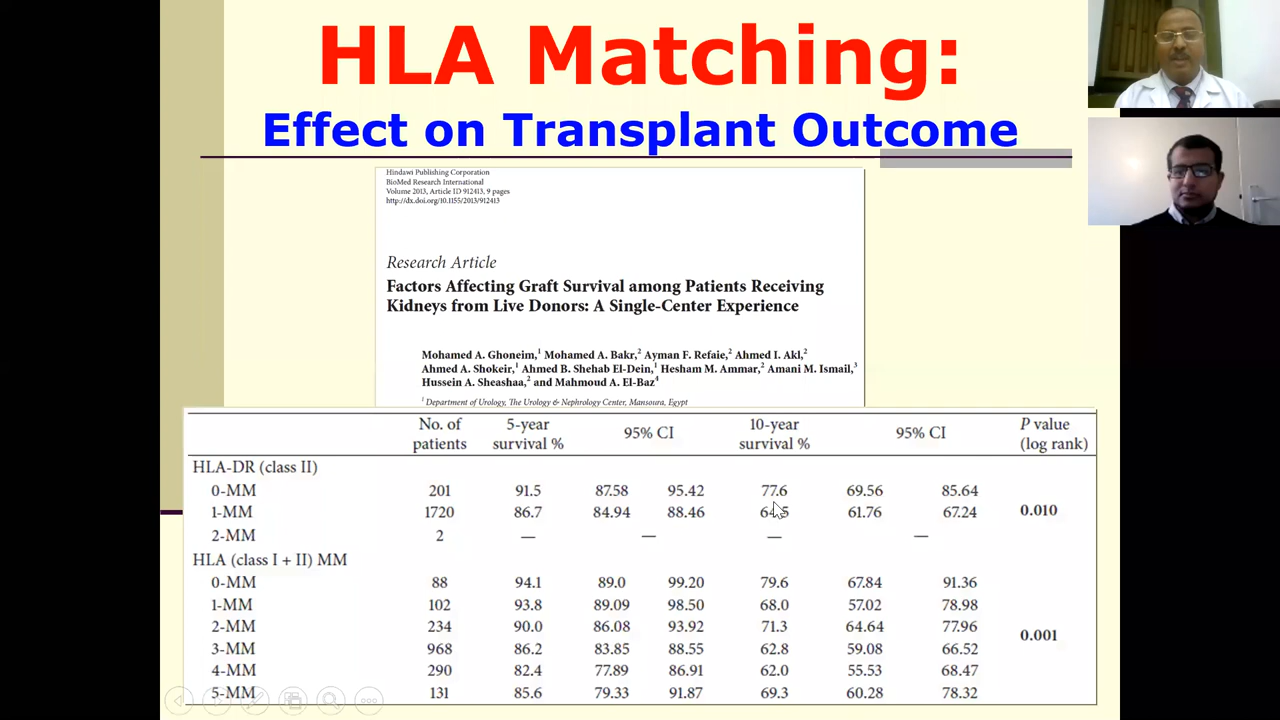 HLA Matching:
Effect on Transplant Outcome
Hindawi Publishing Corporation
BioMed Research International
Volume 2013, Article ID 912413, 9 pages
http://dx.doi.org/10.1155/2013/912413
Research Article
Factors Affecting Graft Survival among Patients Receiving
Kidneys from Live Donors: A Single-Center Experience
Mohamed A. Ghoneim,1 Mohamed A. Bakr,2 Ayman F. Refaie,2 Ahmed I. Akl,2
Ahmed A. Shokeir,1 Ahmed B. Shehab El-Dein,1 Hesham M. Ammar,2 Amani M. Ismail,3
Hussein A. Sheashaa,2 and Mahmoud A. El-Baz4
1 Department of Urology, The Urology & Nephrology Center, Mansoura, Egypt
No. of patients 5-year survival % 95% CI 10-year survival % 95% CI P value (log rank)
HLA-DR (class II)
0-MM 201 91.5 87.58 95.42 77.6 69.56 85.64
0.010
1-MM 1720 86.7 84.94 88.46 61.76 67.24
2-MM 2 — — — —
HLA (class I + II) MM
0-MM 88 94.1 89.0 99.20 79.6 67.84 91.36
1-MM 102 93.8 89.09 98.50 68.0 57.02 78.98
2-MM 234 90.0 86.08 93.92 71.3 64.64 77.96
0.001
3-MM 968 86.2 83.85 88.55 62.8 59.08 66.52
4-MM 290 82.4 77.89 86.91 62.0 55.53 68.47
5-MM 131 85.6 79.33 91.87 69.3 60.28 78.32